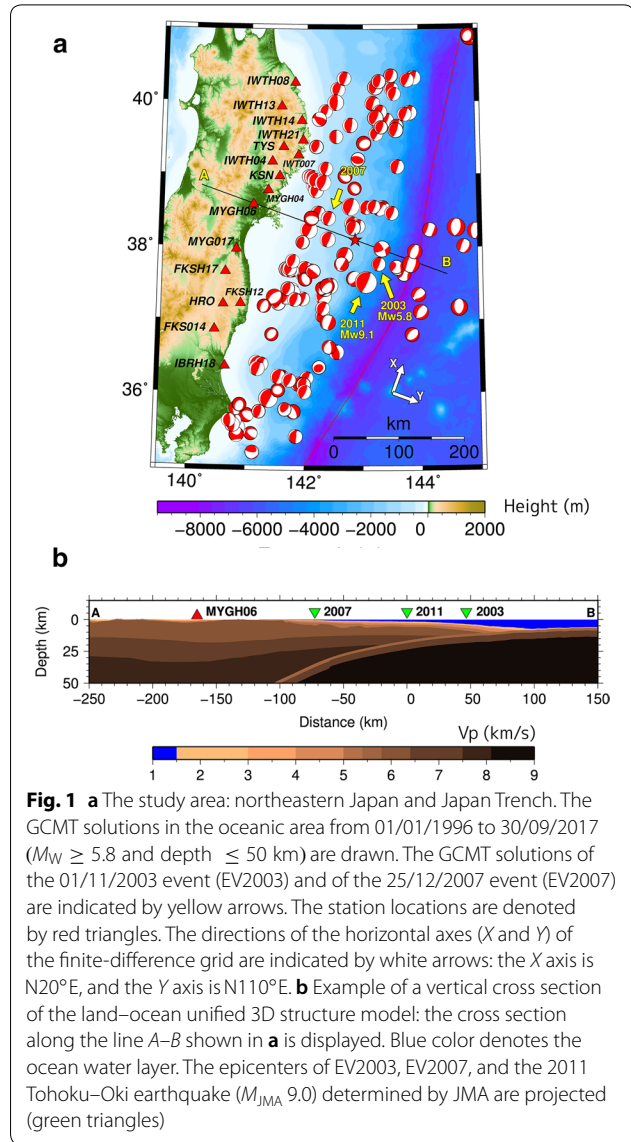 a
40°
38°
36°
IWTH08
IWTH13
IWTH14
IWTH21
TYS
IWT007
IWTH04
KSN
MYGH04
A
MYGH06
2007
MYG017
FKSH17
B
HRO
FKSH12
2003
Mw5.8
2011
Mw9.1
FKS014
IBRH18
X
Y
km
0 100 200
140° 142° 144°
Height (m)
−8000 −6000 −4000 −2000 0 2000
b
A MYGH06 2007 2011 2003 B
Depth (km)
0
25
50
−250 −200 −150 −100 −50 0 50 100 150
Distance (km)
Vp (km/s)
1 2 3 4 5 6 7 8 9
Fig. 1 a The study area: northeastern Japan and Japan Trench. The
GCMT solutions in the oceanic area from 01/01/1996 to 30/09/2017
(MW ≥ 5.8 and depth ≤ 50 km) are drawn. The GCMT solutions of
the 01/11/2003 event (EV2003) and of the 25/12/2007 event (EV2007)
are indicated by yellow arrows. The station locations are denoted
by red triangles. The directions of the horizontal axes (X and Y) of
the finite-difference grid are indicated by white arrows: the X axis is
N20°E, and the Y axis is N110°E. b Example of a vertical cross section
of the land–ocean unified 3D structure model: the cross section
along the line A–B shown in a is displayed. Blue color denotes the
ocean water layer. The epicenters of EV2003, EV2007, and the 2011
Tohoku–Oki earthquake (MJMA 9.0) determined by JMA are projected
(green triangles)